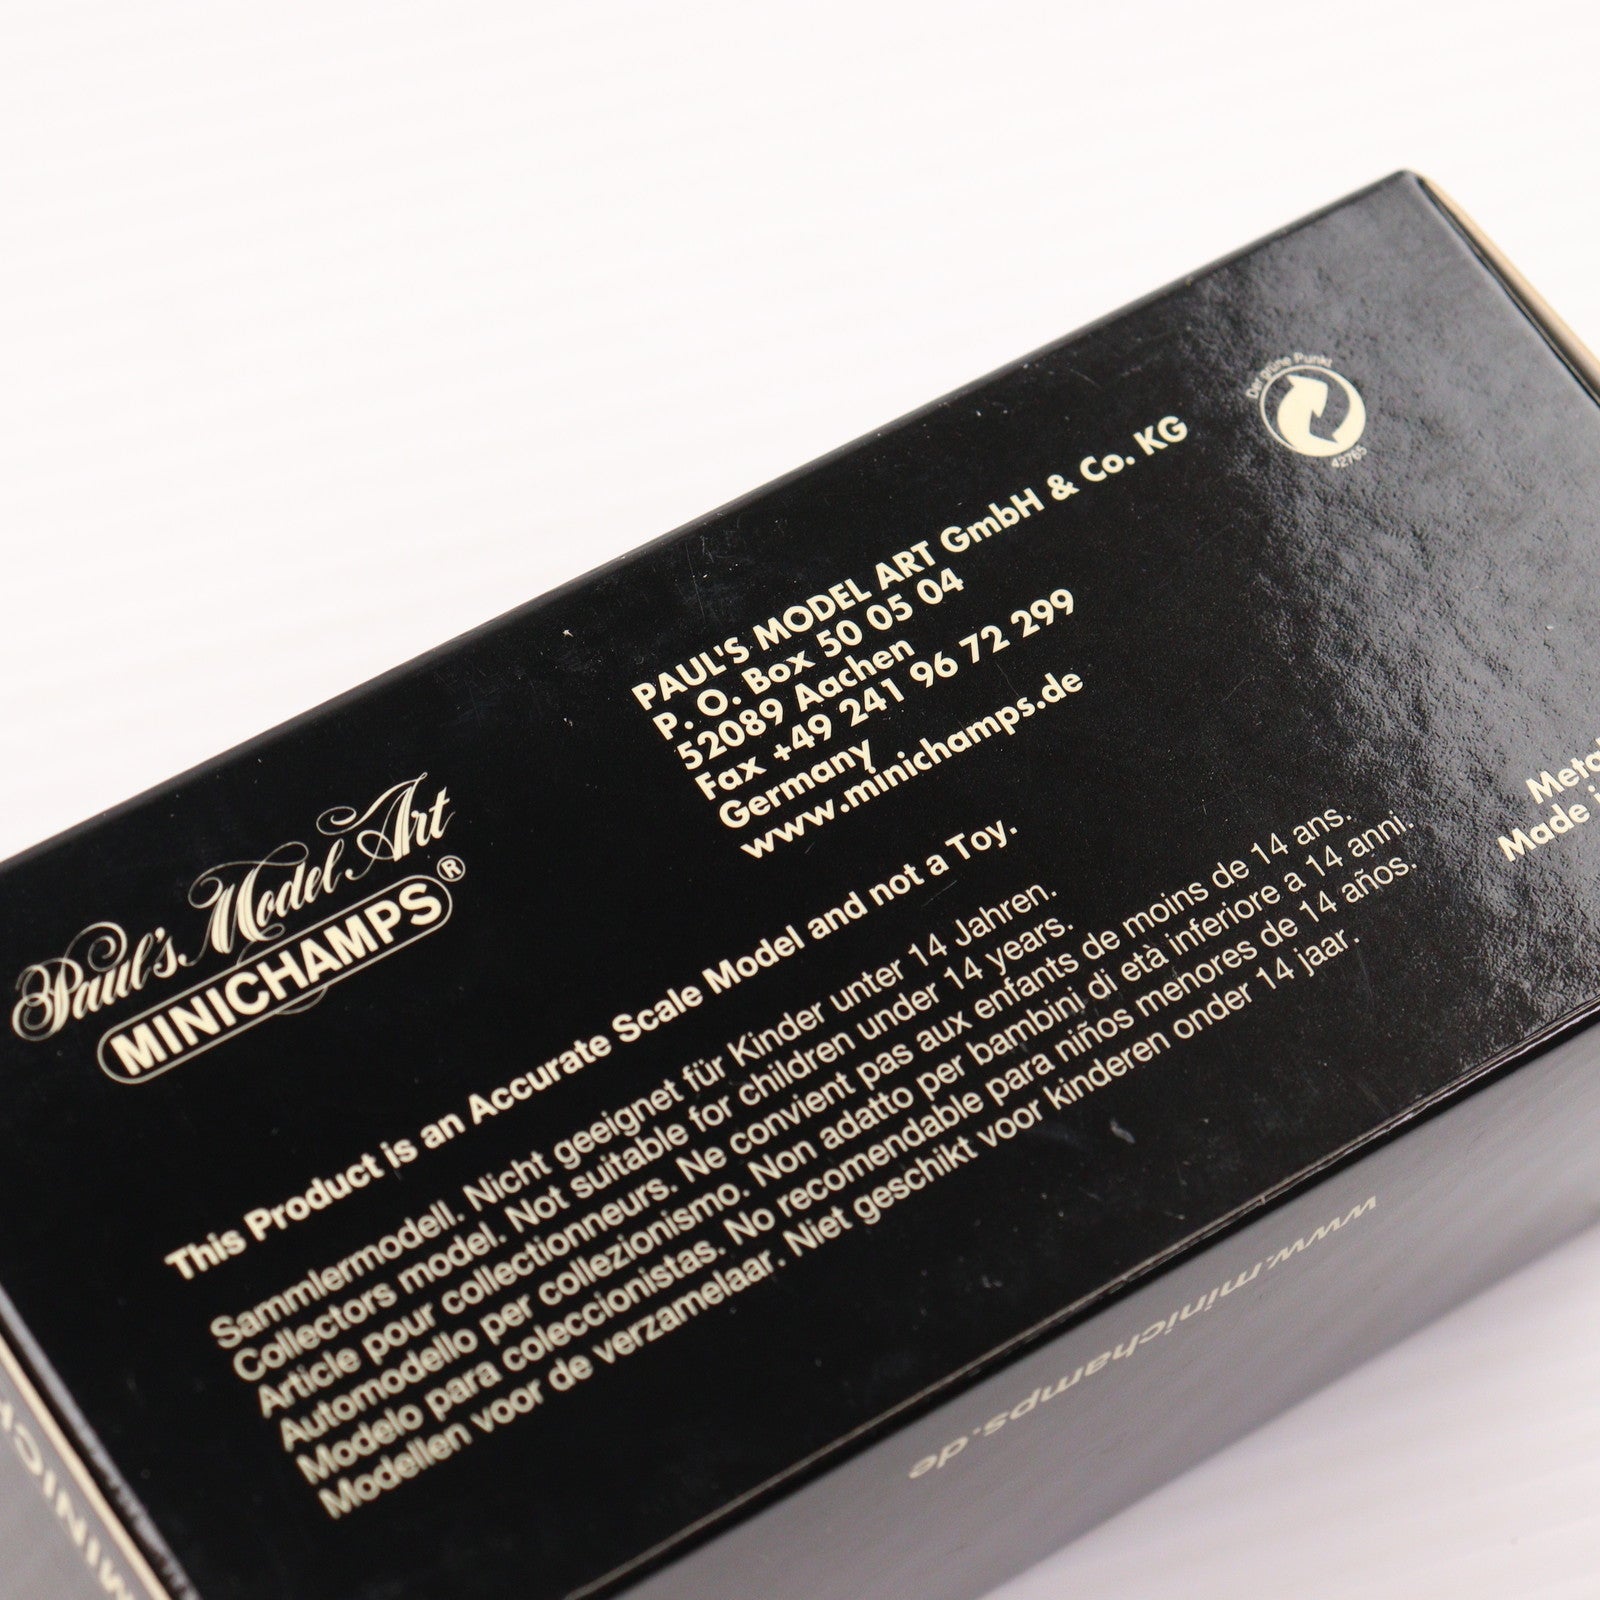 Der grüne Punkt
42765
PAUL'S MODEL ART GmbH & Co. KG
P. O. Box 50 05 04
52089 Aachen
Fax +49 241 96 72 299
Germany
www.minichamps.de
Paul's Model Art
MINICHAMPS®
Made
This Product is an Accurate Scale Model and not a Toy.
Sammlermodell. Nicht geeignet für Kinder unter 14 Jahren.
Collectors model. Not suitable for children under 14 years.
Article pour collectionneurs. Ne convient pas aux enfants de moins de 14 ans.
Automodello per collezionismo. Non adatto per bambini di età inferiore a 14 anni.
Modelo para coleccionistas. No recomendable para niños menores de 14 años.
Modellen voor de verzamelaar. Niet geschikt voor kinderen onder 14 jaar.
www.minichamps.de